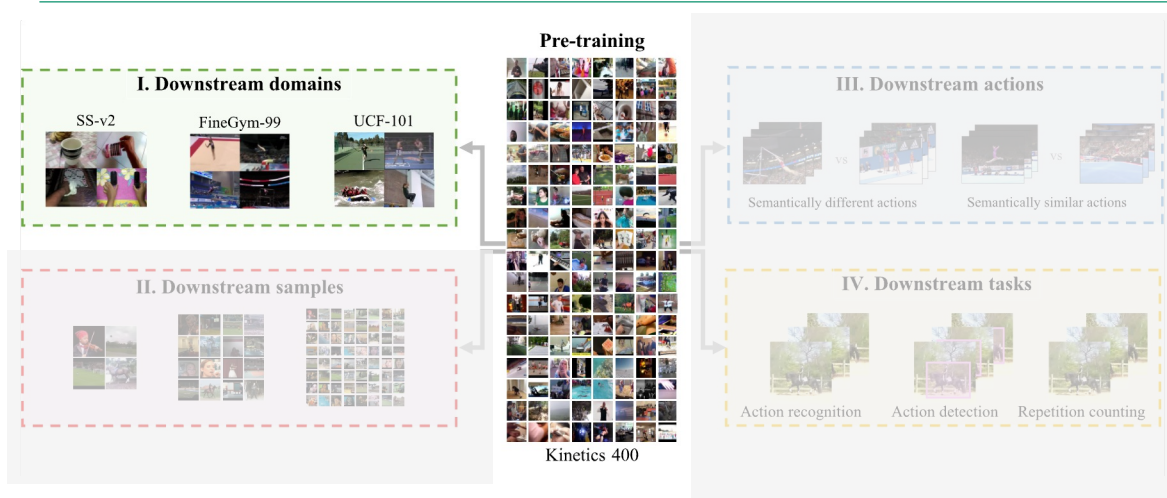 Pre-training
I. Downstream domains
SS-v2
FineGym-99
UCF-101
II. Downstream samples
III. Downstream actions
vs
vs
Semantically different actions
Semantically similar actions
IV. Downstream tasks
Action recognition
Action detection
Repetition counting
Kinetics 400